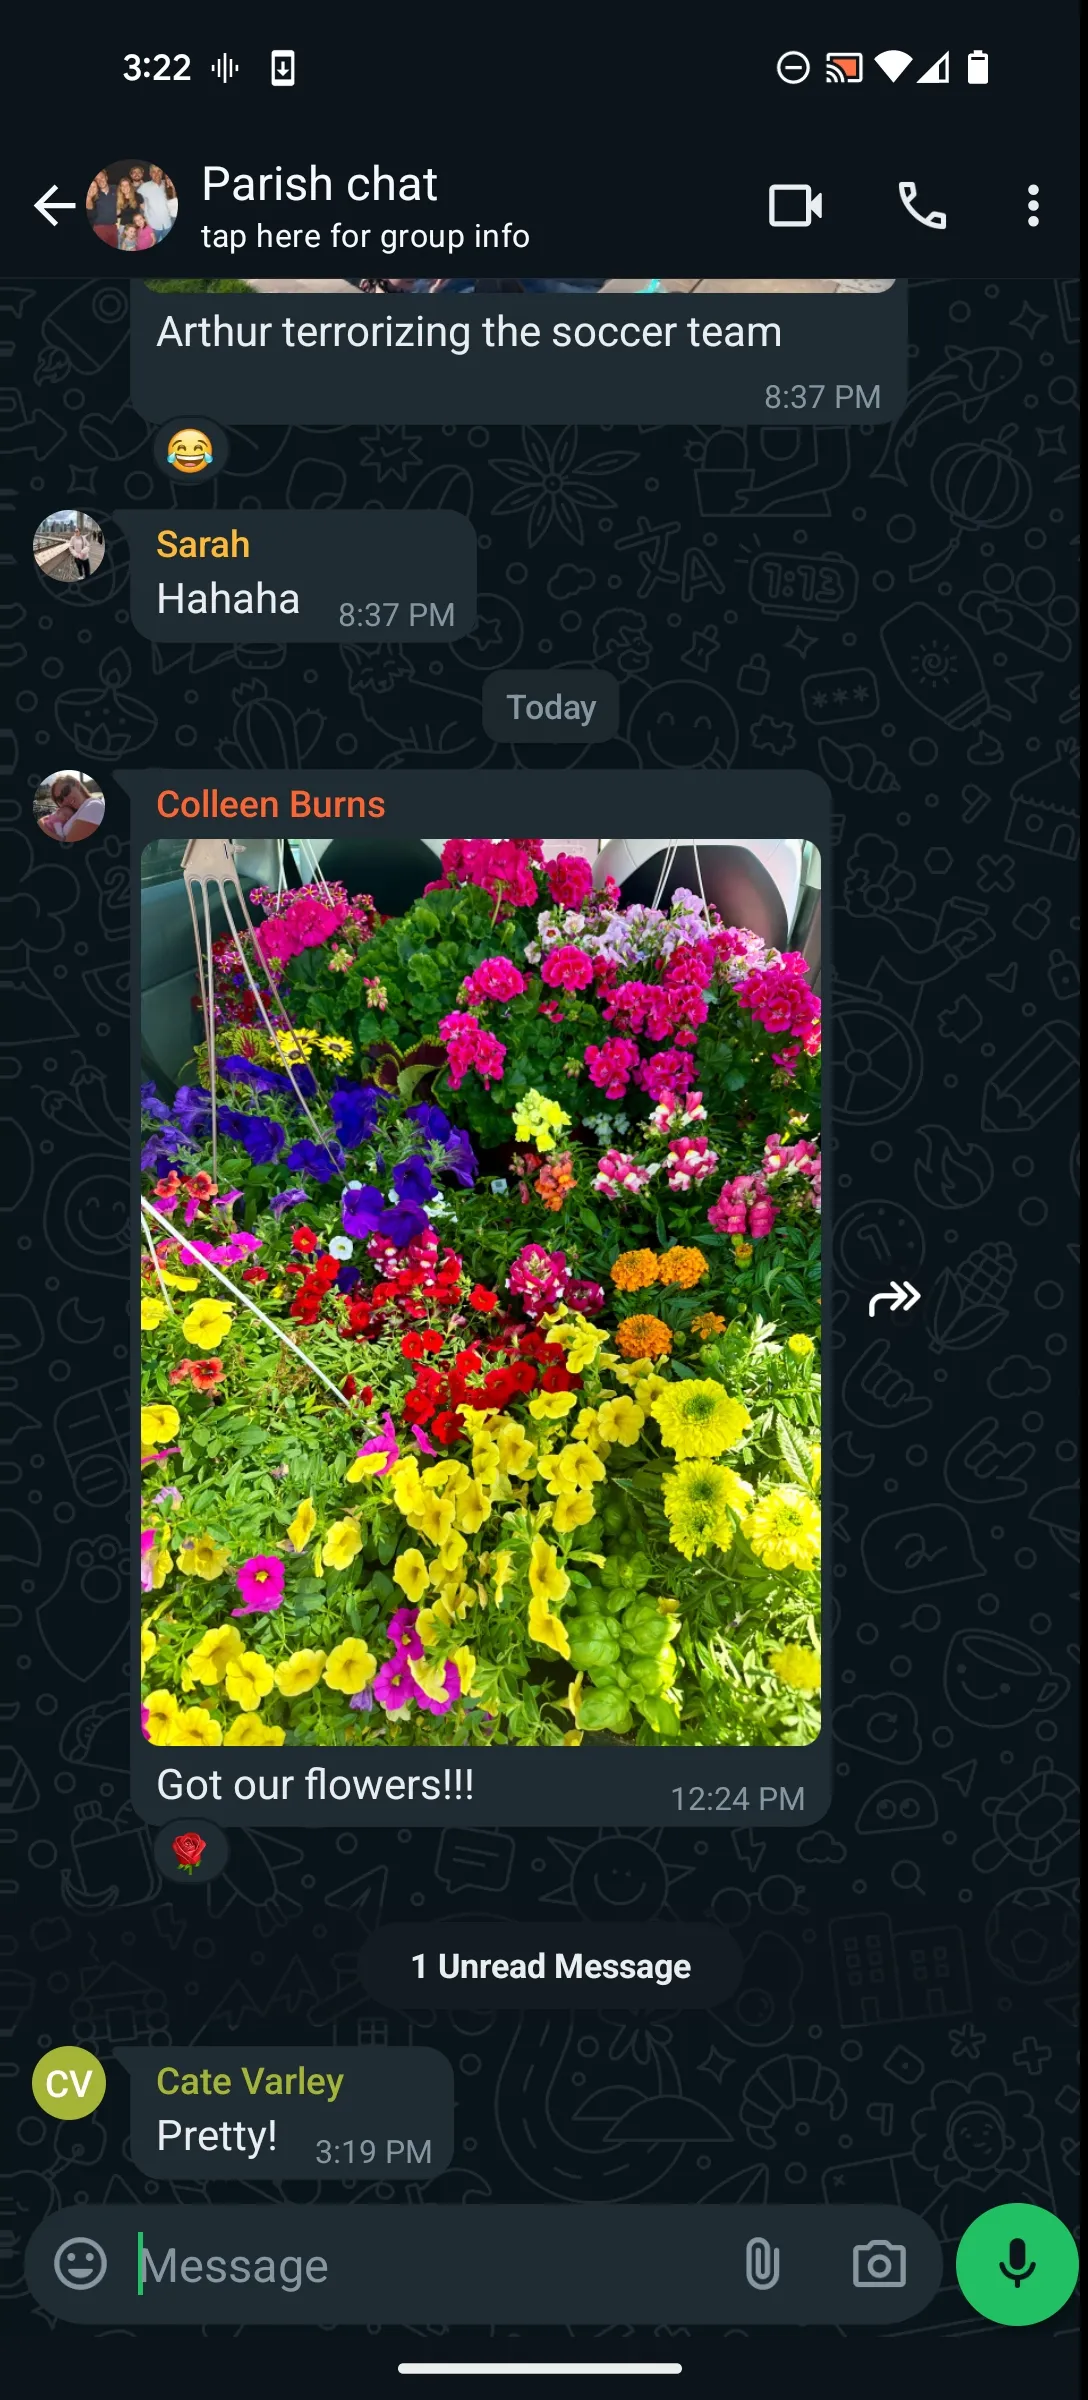 3:22
Parish chat
tap here for group info
Arthur terrorizing the soccer team
8:37 PM
Sarah
Hahaha 8:37 PM
Today
Colleen Burns
Got our flowers!!! 12:24 PM
1 Unread Message
CV Cate Varley
Pretty! 3:19 PM
Message